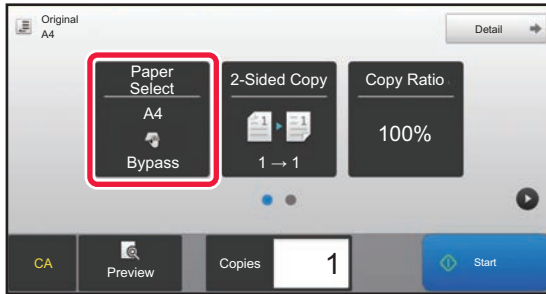 Original
A4
Detail
Paper
Select
A4
Bypass
2-Sided Copy
1 → 1
Copy Ratio
100%
CA
Preview
Copies
1
Start